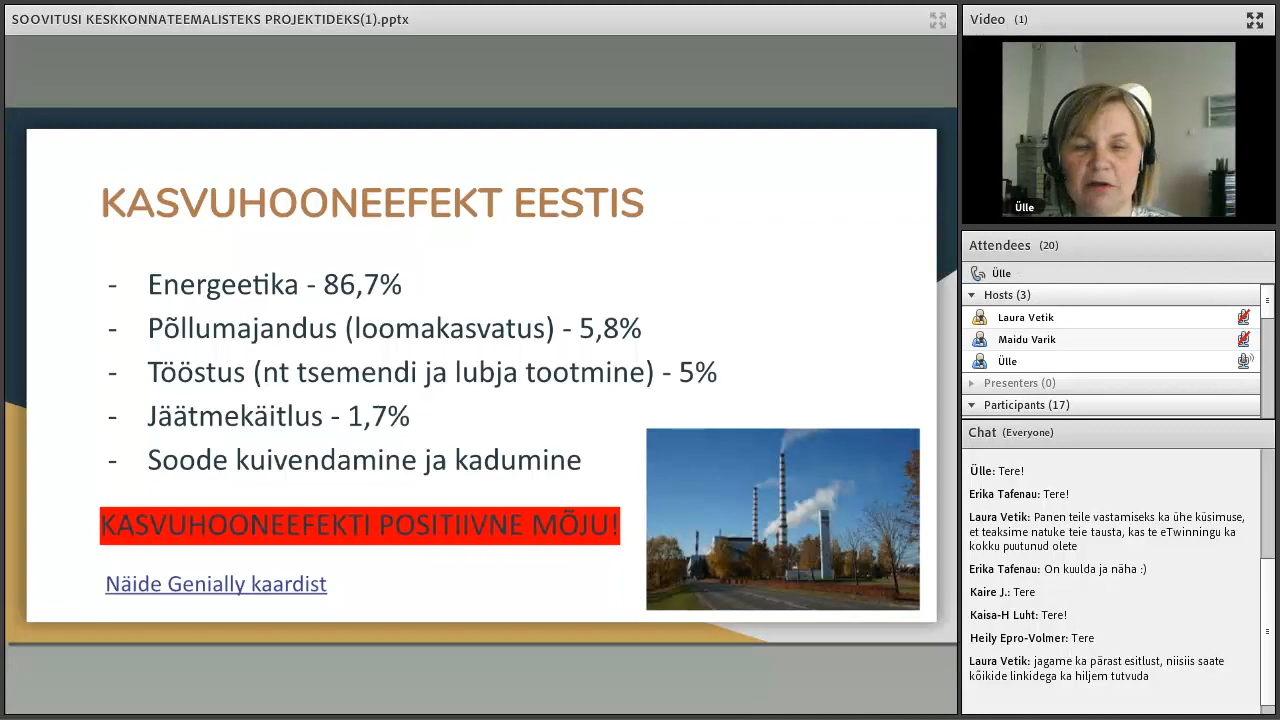 SOOVITUSI KESKKONNATEEMALISTEKS PROJEKTIDEKS(1).pptx
KASVUHOONEEFEKT EESTIS
- Energeetika - 86,7%
- Põllumajandus (loomakasvatus) - 5,8%
- Tööstus (nt tsemendi ja lubja tootmine) - 5%
- Jäätmekäitlus - 1,7%
- Soode kuivendamine ja kadumine
KASVUHOONEEFEKTI POSITIIVNE MÕJU!
Näide Genially kaardist
Video (1)
Ülle
Attendees (20)
Ülle
Hosts (3)
Laura Vetik
Maidu Varik
Ülle
Presenters (0)
Participants (17)
Chat (Everyone)
Ülle: Tere!
Erika Tafenau: Tere!
Laura Vetik: Panen teile vastamiseks ka ühe küsimuse,
et teaksime natuke teie tausta, kas te eTwinningu ka
kokku puutunud olete
Erika Tafenau: On kuulda ja näha :)
Kaire J.: Tere
Kaisa-H Luht: Tere!
Heily Epro-Volmer: Tere
Laura Vetik: jagame ka pärast esitlust, niisiis saate
kõikide linkidega ka hiljem tutvuda